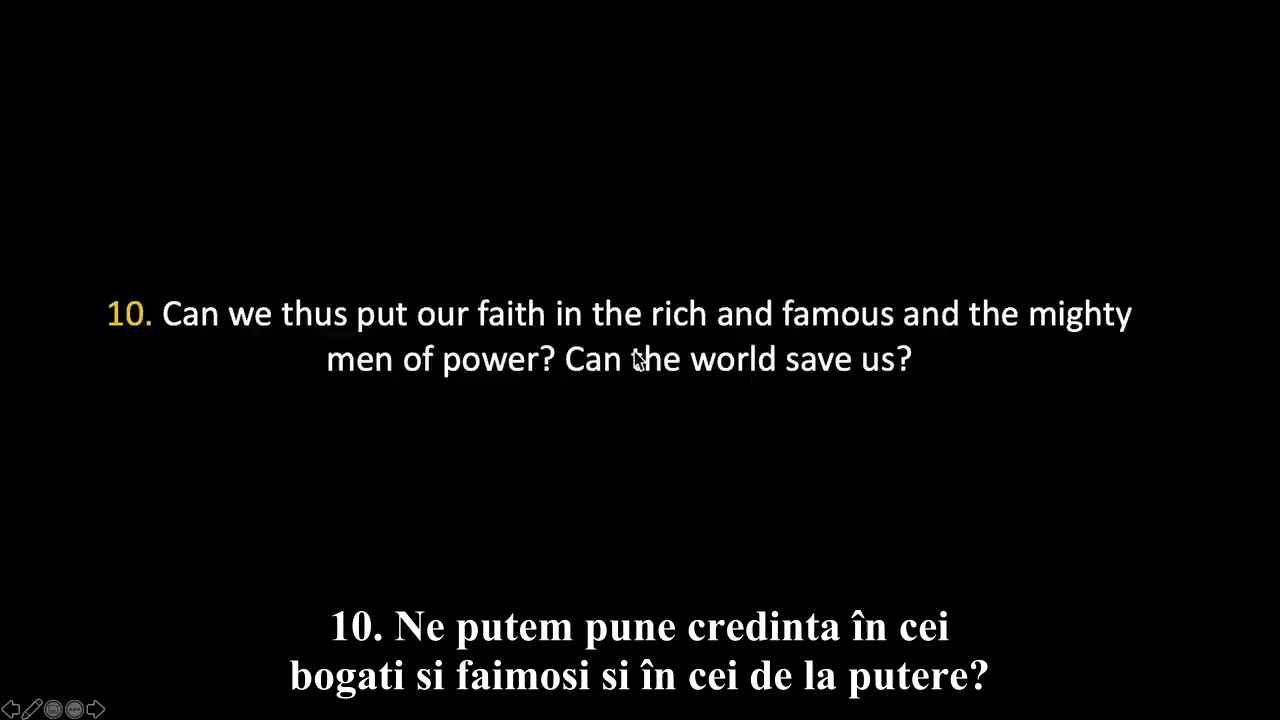 10. Can we thus put our faith in the rich and famous and the mighty
men of power? Can the world save us?
10. Ne putem pune credinta în cei
bogati si faimosi si în cei de la putere?